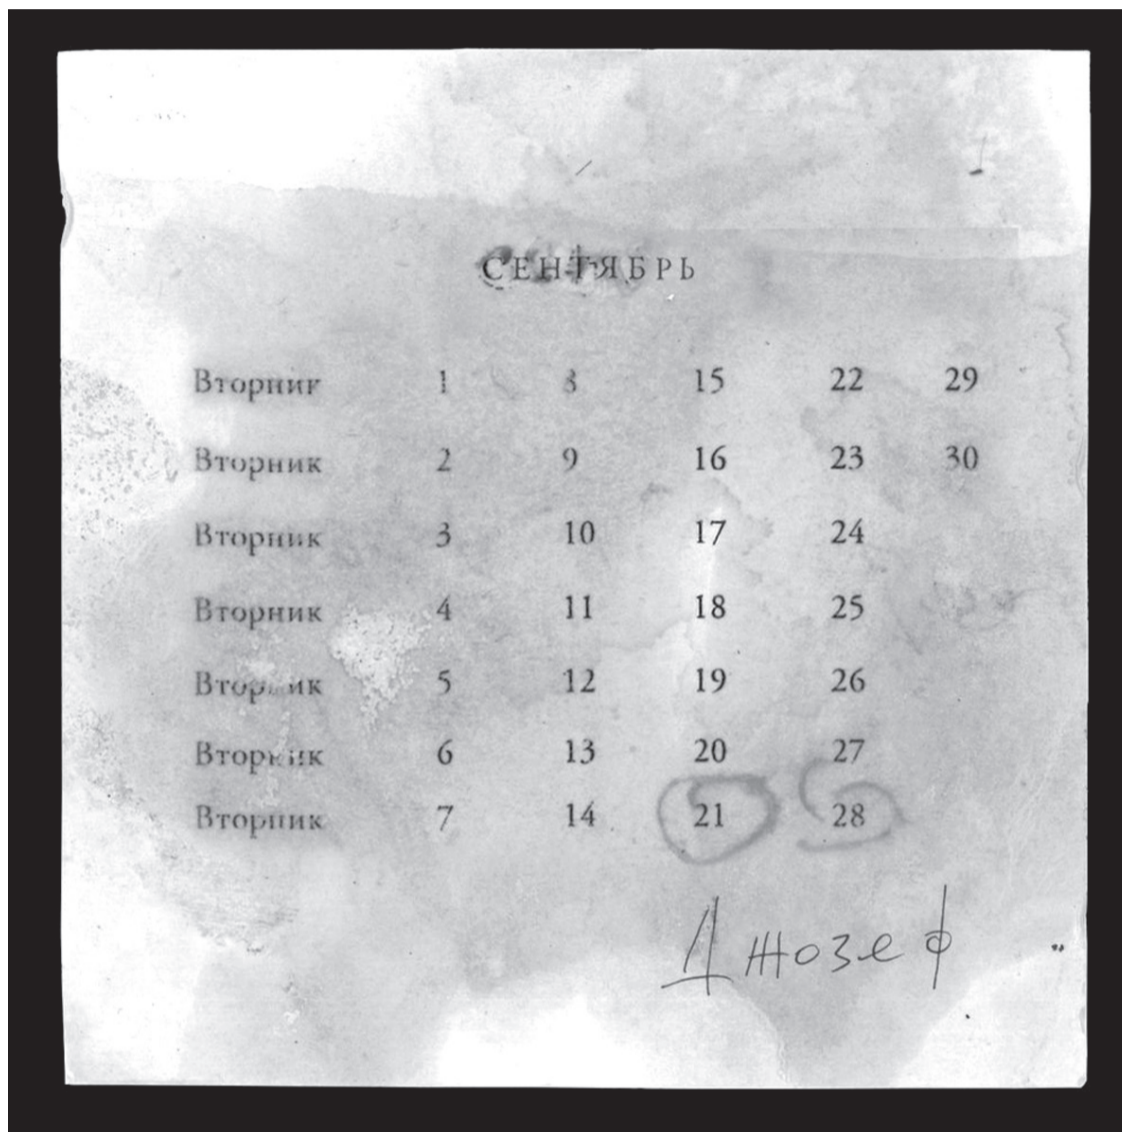 СЕНТЯБРЬ
Вторник 1 8 15 22 29
Вторник 2 9 16 23 30
Вторник 3 10 17 24
Вторник 4 11 18 25
Вторник 5 12 19 26
Вторник 6 13 20 27
Вторник 7 14 21 28
Джозеф